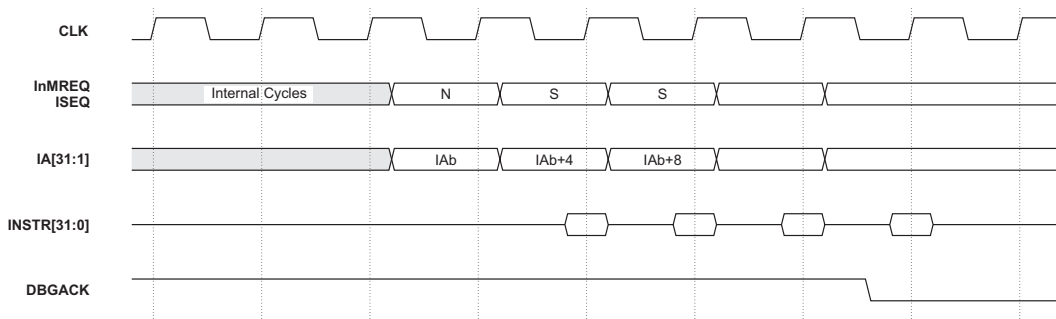 CLK
InMREQ
ISEQ
Internal Cycles N S S
IA[31:1]
IAb IAb+4 IAb+8
INSTR[31:0]
DBGACK